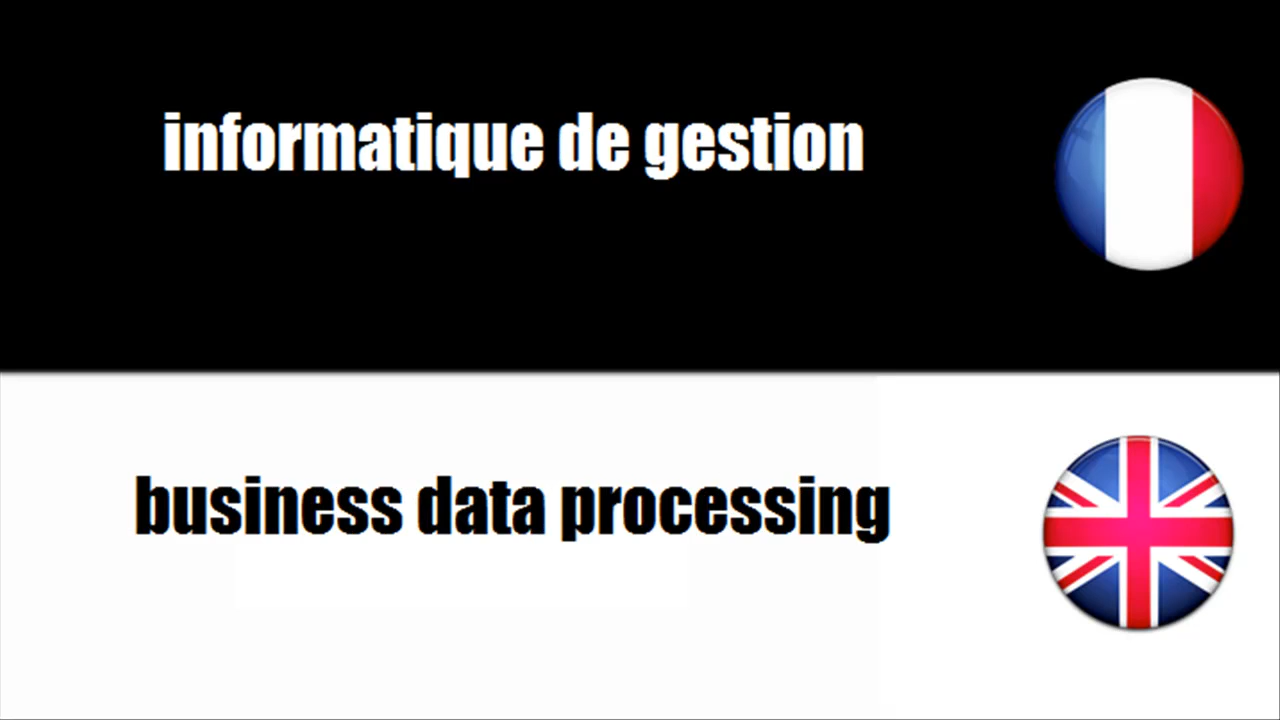 informatique de gestion
business data processing